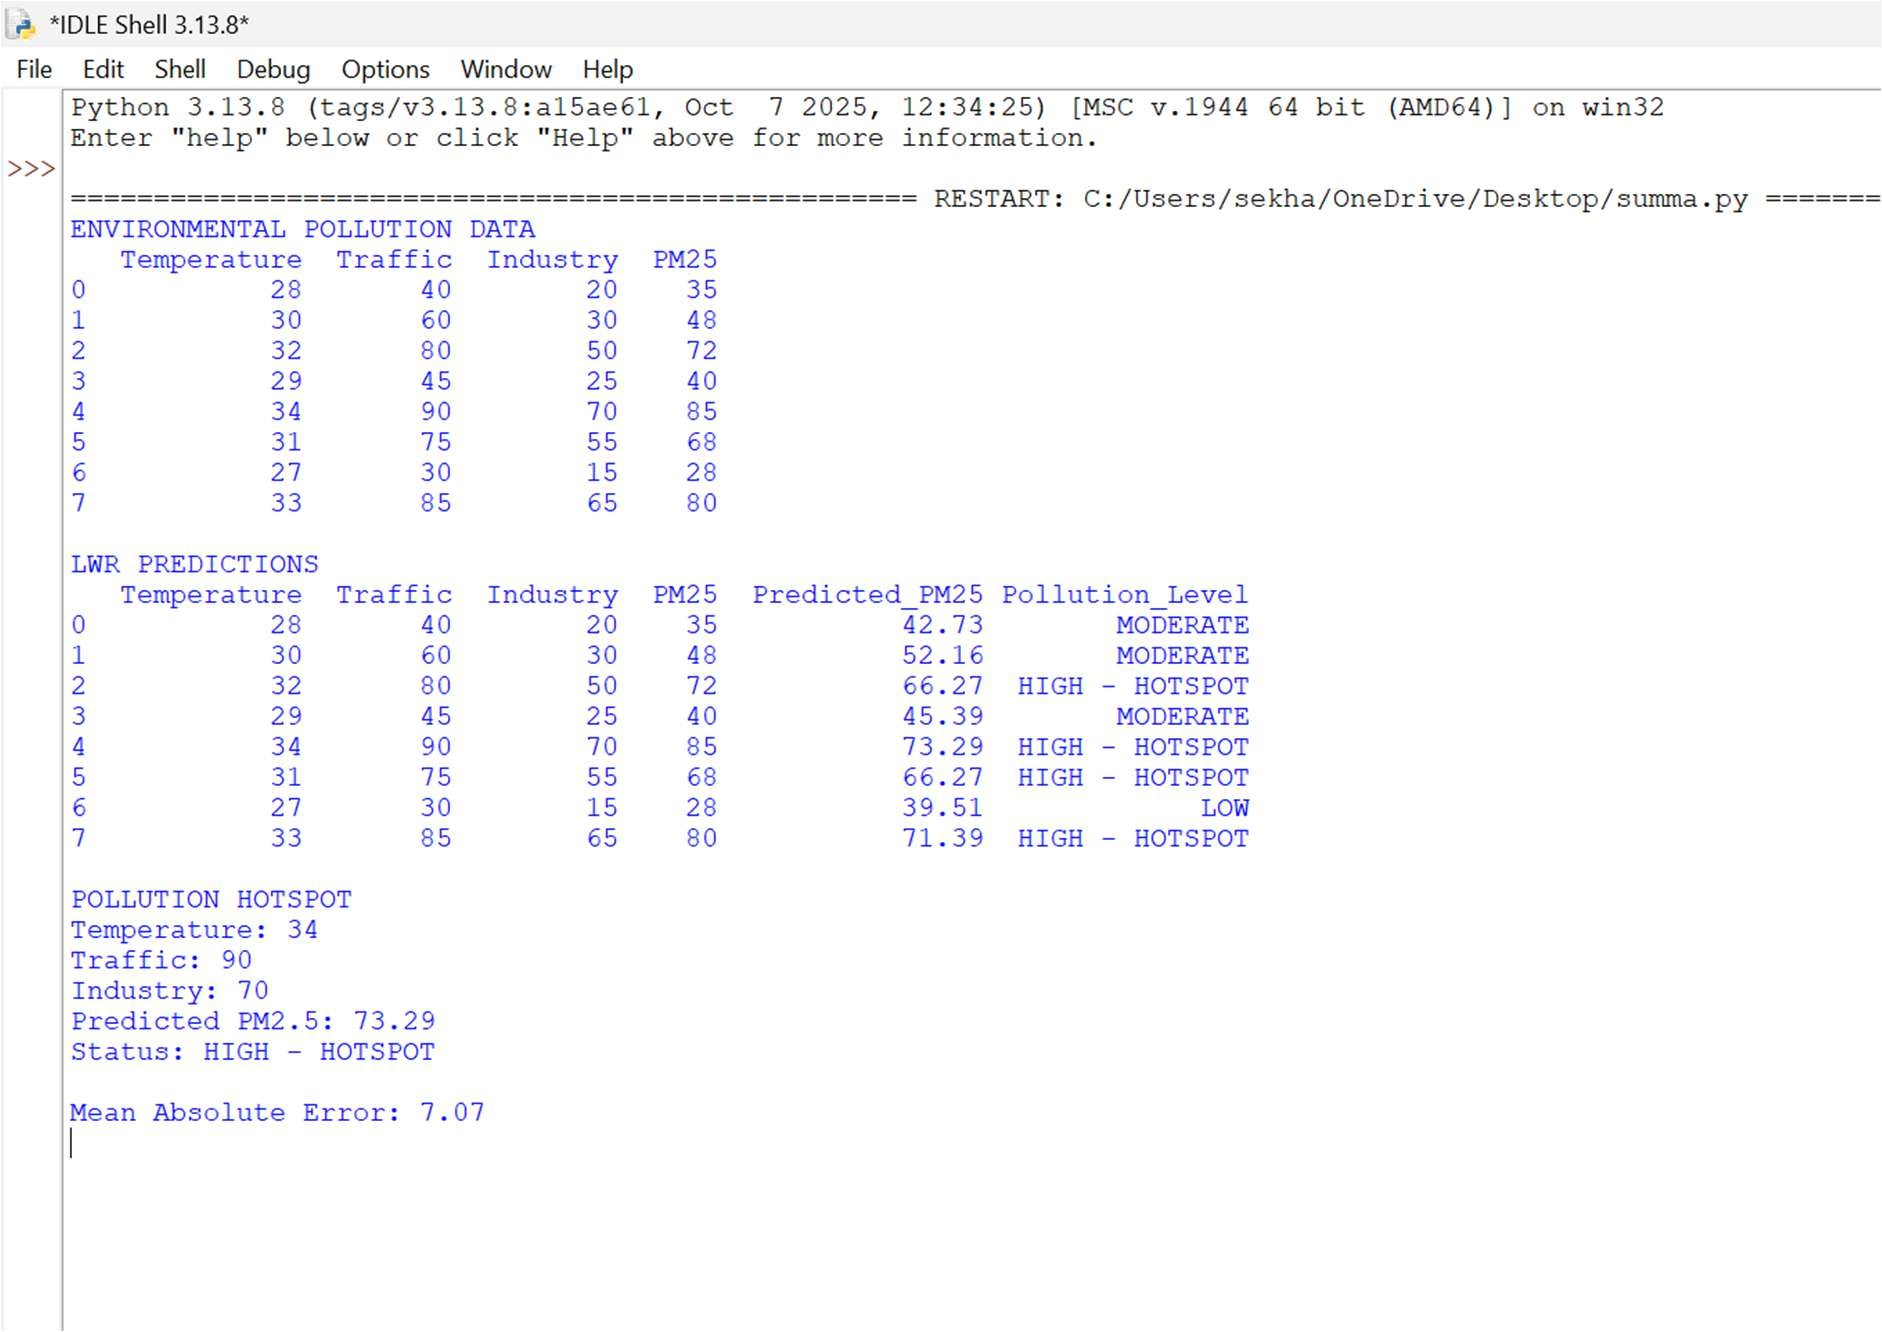 *IDLE Shell 3.13.8*
File Edit Shell Debug Options Window Help
Python 3.13.8 (tags/v3.13.8:a15ae61, Oct  7 2025, 12:34:25) [MSC v.1944 64 bit (AMD64)] on win32
Enter "help" below or click "Help" above for more information.
>>>
=================================================== RESTART: C:/Users/sekha/OneDrive/Desktop/summa.py =======
ENVIRONMENTAL POLLUTION DATA
   Temperature  Traffic  Industry  PM25
0           28       40        20    35
1           30       60        30    48
2           32       80        50    72
3           29       45        25    40
4           34       90        70    85
5           31       75        55    68
6           27       30        15    28
7           33       85        65    80
LWR PREDICTIONS
   Temperature  Traffic  Industry  PM25  Predicted_PM25 Pollution_Level
0           28       40        20    35           42.73        MODERATE
1           30       60        30    48           52.16        MODERATE
2           32       80        50    72           66.27  HIGH - HOTSPOT
3           29       45        25    40           45.39        MODERATE
4           34       90        70    85           73.29  HIGH - HOTSPOT
5           31       75        55    68           66.27  HIGH - HOTSPOT
6           27       30        15    28           39.51             LOW
7           33       85        65    80           71.39  HIGH - HOTSPOT
POLLUTION HOTSPOT
Temperature: 34
Traffic: 90
Industry: 70
Predicted PM2.5: 73.29
Status: HIGH - HOTSPOT
Mean Absolute Error: 7.07